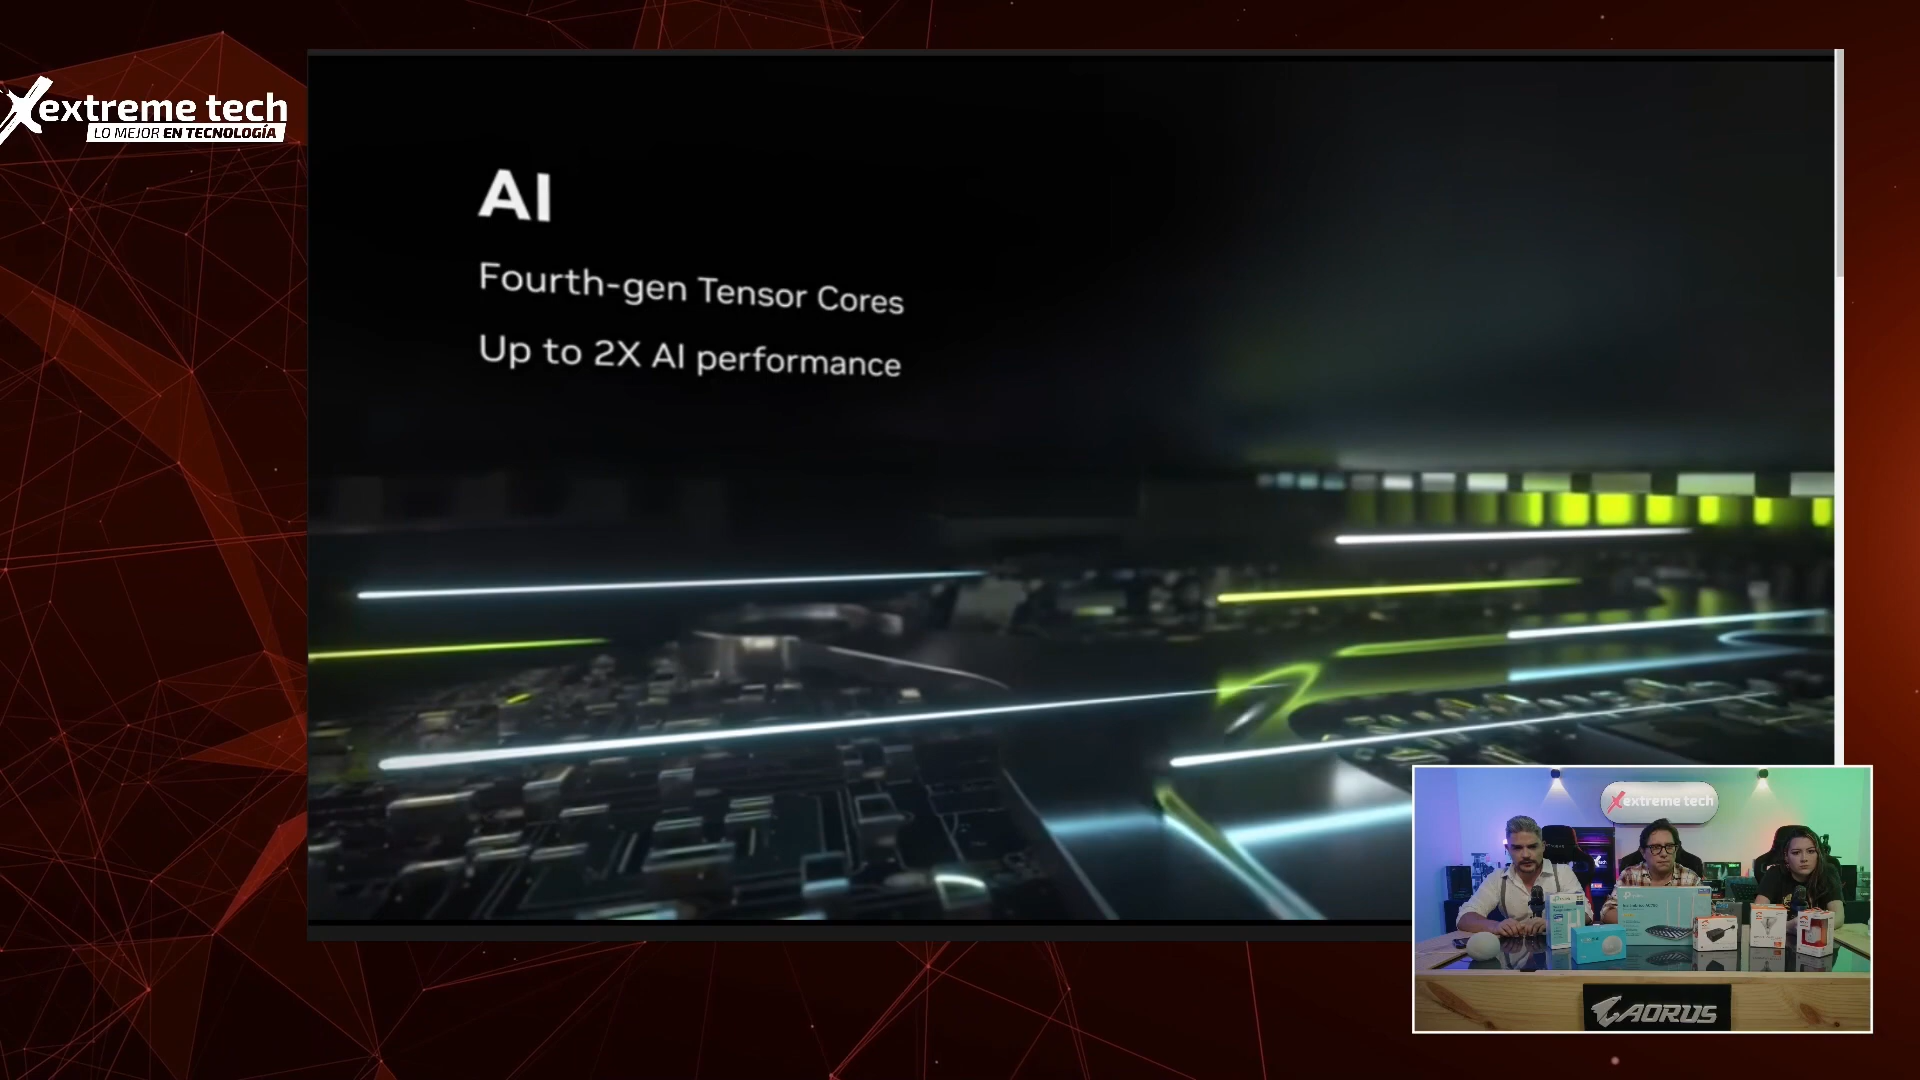 extreme tech
LO MEJOR EN TECNOLOGÍA
AI
Fourth-gen Tensor Cores
Up to 2X AI performance
extreme tech
AORUS